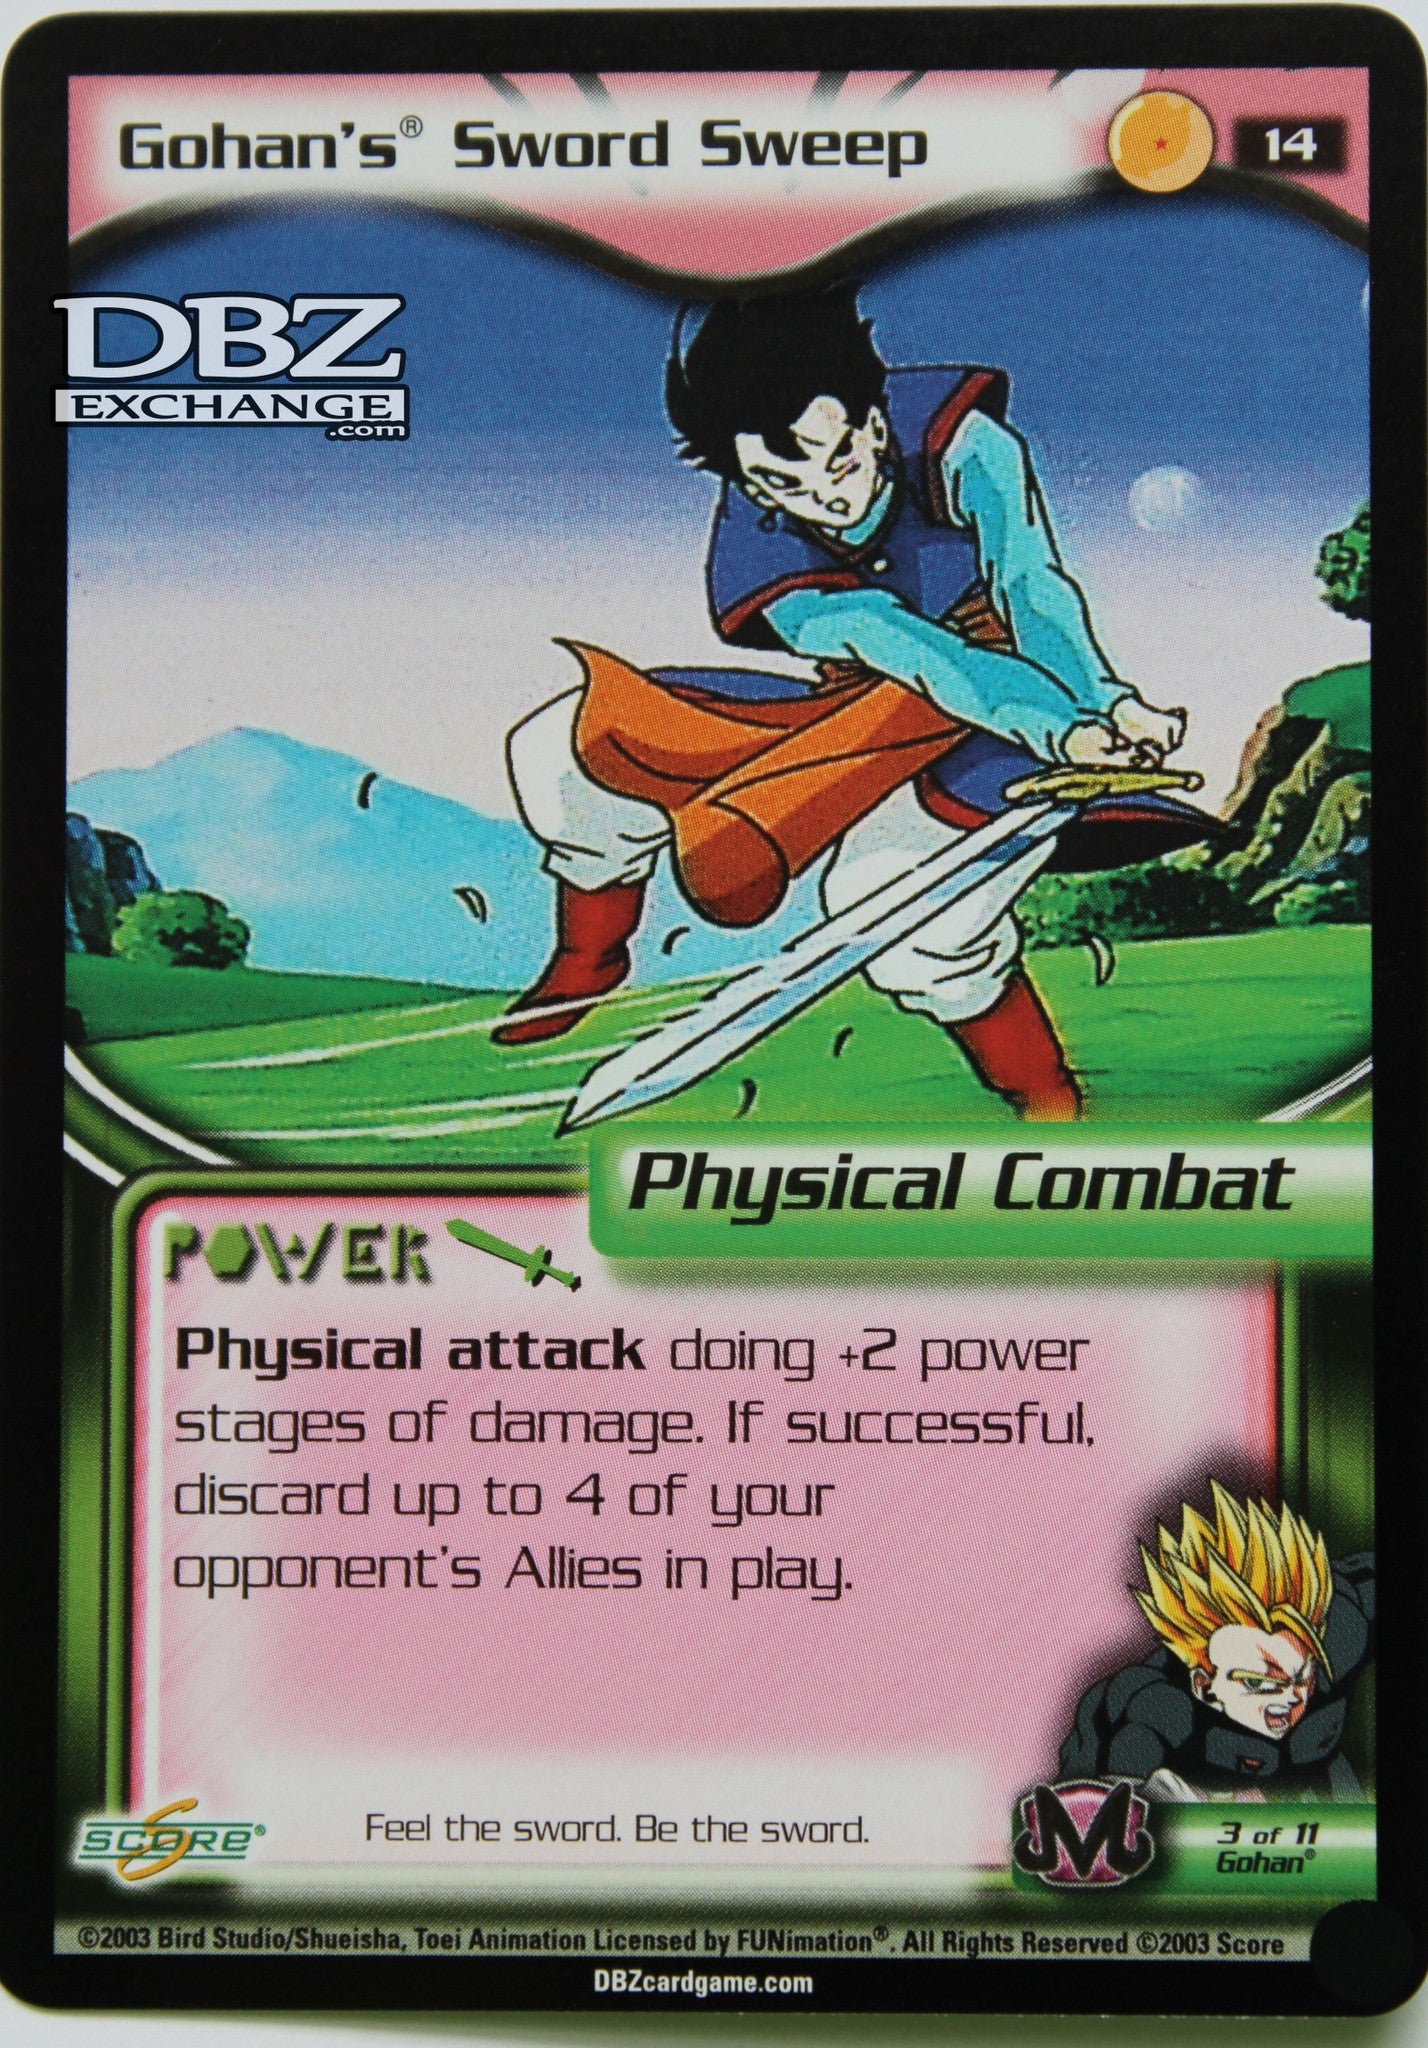 Gohan's® Sword Sweep
14
DBZ
EXCHANGE
.com
Physical Combat
POWER
Physical attack doing +2 power
stages of damage. If successful,
discard up to 4 of your
opponent's Allies in play.
Feel the sword. Be the sword.
SCORE®
M
3 of 11
Gohan®
©2003 Bird Studio/Shueisha, Toei Animation Licensed by FUNimation®. All Rights Reserved ©2003 Score
DBZcardgame.com